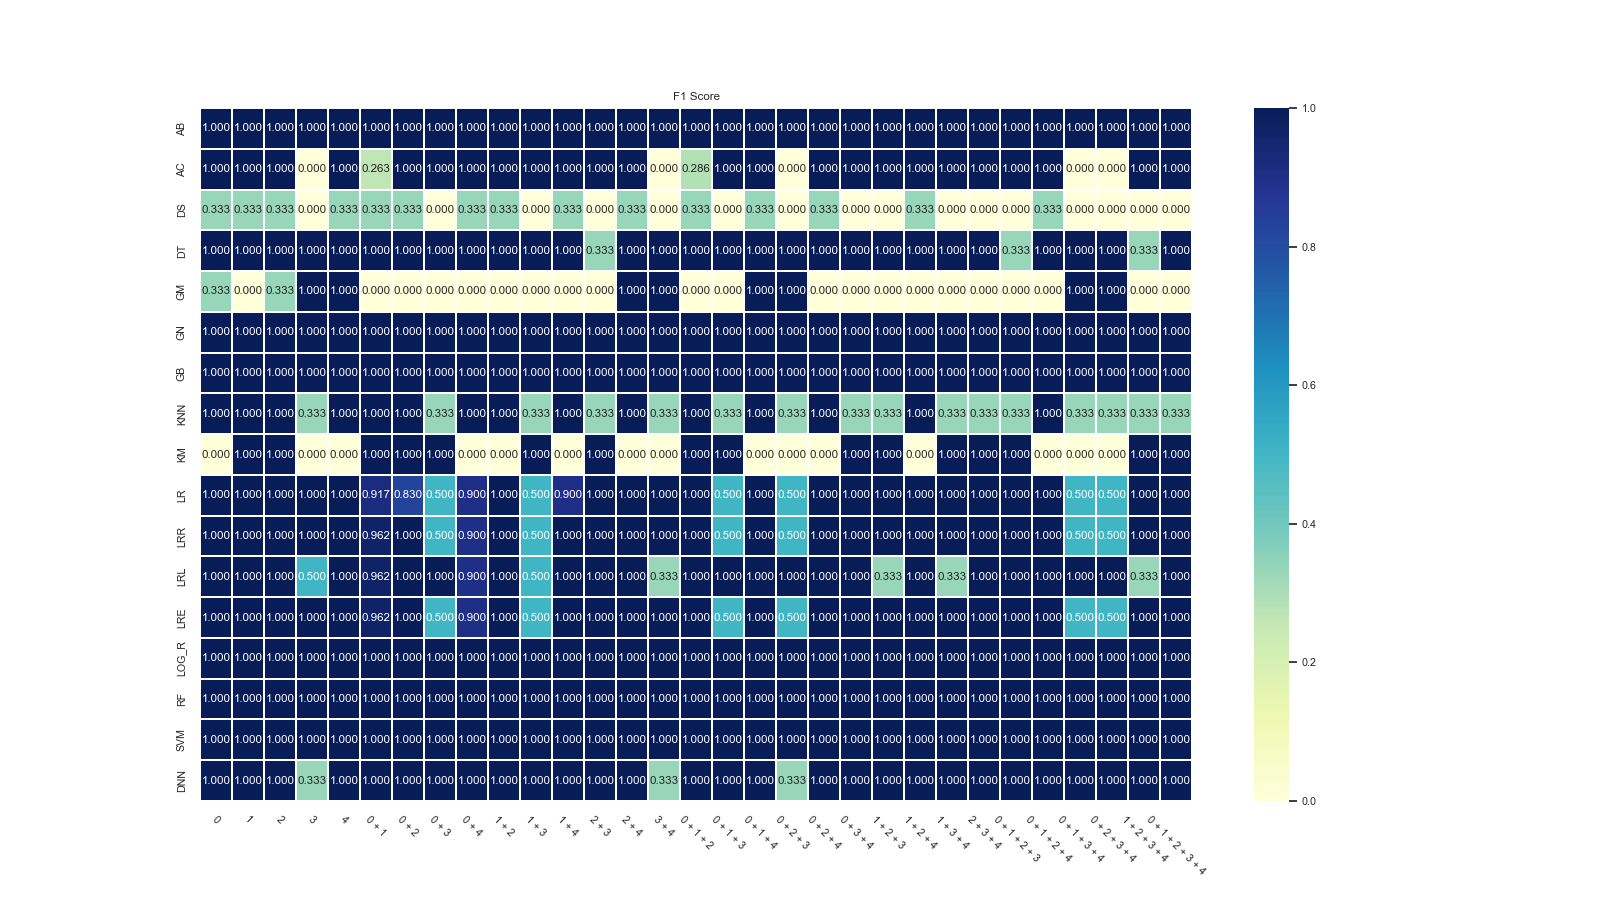 F1 Score
AB 1.000 1.000 1.000 1.000 1.000 1.000 1.000 1.000 1.000 1.000 1.000 1.000 1.000 1.000 1.000 1.000 1.000 1.000 1.000 1.000 1.000 1.000 1.000 1.000 1.000 1.000 1.000 1.000 1.000 1.000 1.000
AC 1.000 1.000 1.000 0.000 1.000 0.263 1.000 1.000 1.000 1.000 1.000 1.000 1.000 1.000 0.000 0.286 1.000 1.000 0.000 1.000 1.000 1.000 1.000 1.000 1.000 1.000 1.000 0.000 0.000 1.000 1.000
DS 0.333 0.333 0.333 0.000 0.333 0.333 0.333 0.000 0.333 0.333 0.000 0.333 0.000 0.333 0.000 0.333 0.000 0.333 0.000 0.333 0.000 0.000 0.333 0.000 0.000 0.000 0.333 0.000 0.000 0.000 0.000
DT 1.000 1.000 1.000 1.000 1.000 1.000 1.000 1.000 1.000 1.000 1.000 1.000 0.333 1.000 1.000 1.000 1.000 1.000 1.000 1.000 1.000 1.000 1.000 1.000 1.000 0.333 1.000 1.000 1.000 0.333 1.000
GM 0.333 0.000 0.333 1.000 1.000 0.000 0.000 0.000 0.000 0.000 0.000 0.000 0.000 1.000 1.000 0.000 0.000 1.000 1.000 0.000 0.000 0.000 0.000 0.000 0.000 0.000 0.000 1.000 1.000 0.000 0.000
GN 1.000 1.000 1.000 1.000 1.000 1.000 1.000 1.000 1.000 1.000 1.000 1.000 1.000 1.000 1.000 1.000 1.000 1.000 1.000 1.000 1.000 1.000 1.000 1.000 1.000 1.000 1.000 1.000 1.000 1.000 1.000
GB 1.000 1.000 1.000 1.000 1.000 1.000 1.000 1.000 1.000 1.000 1.000 1.000 1.000 1.000 1.000 1.000 1.000 1.000 1.000 1.000 1.000 1.000 1.000 1.000 1.000 1.000 1.000 1.000 1.000 1.000 1.000
KNN 1.000 1.000 1.000 0.333 1.000 1.000 1.000 0.333 1.000 1.000 0.333 1.000 0.333 1.000 0.333 1.000 0.333 1.000 0.333 1.000 0.333 0.333 1.000 0.333 0.333 0.333 1.000 0.333 0.333 0.333 0.333
KM 0.000 1.000 1.000 0.000 0.000 1.000 1.000 1.000 0.000 0.000 1.000 0.000 1.000 0.000 0.000 1.000 1.000 0.000 0.000 0.000 1.000 1.000 0.000 1.000 1.000 1.000 0.000 0.000 0.000 1.000 1.000
LR 1.000 1.000 1.000 1.000 1.000 0.917 0.830 0.500 0.900 1.000 0.500 0.900 1.000 1.000 1.000 1.000 0.500 1.000 0.500 1.000 1.000 1.000 1.000 1.000 1.000 1.000 1.000 0.500 0.500 1.000 1.000
LRR 1.000 1.000 1.000 1.000 1.000 0.962 1.000 0.500 0.900 1.000 0.500 1.000 1.000 1.000 1.000 1.000 0.500 1.000 0.500 1.000 1.000 1.000 1.000 1.000 1.000 1.000 1.000 0.500 0.500 1.000 1.000
LRL 1.000 1.000 1.000 0.500 1.000 0.962 1.000 1.000 0.900 1.000 0.500 1.000 1.000 1.000 0.333 1.000 1.000 1.000 1.000 1.000 1.000 0.333 1.000 0.333 1.000 1.000 1.000 1.000 1.000 0.333 1.000
LRE 1.000 1.000 1.000 1.000 1.000 0.962 1.000 0.500 0.900 1.000 0.500 1.000 1.000 1.000 1.000 1.000 0.500 1.000 0.500 1.000 1.000 1.000 1.000 1.000 1.000 1.000 1.000 0.500 0.500 1.000 1.000
LOG_R 1.000 1.000 1.000 1.000 1.000 1.000 1.000 1.000 1.000 1.000 1.000 1.000 1.000 1.000 1.000 1.000 1.000 1.000 1.000 1.000 1.000 1.000 1.000 1.000 1.000 1.000 1.000 1.000 1.000 1.000 1.000
RF 1.000 1.000 1.000 1.000 1.000 1.000 1.000 1.000 1.000 1.000 1.000 1.000 1.000 1.000 1.000 1.000 1.000 1.000 1.000 1.000 1.000 1.000 1.000 1.000 1.000 1.000 1.000 1.000 1.000 1.000 1.000
SVM 1.000 1.000 1.000 1.000 1.000 1.000 1.000 1.000 1.000 1.000 1.000 1.000 1.000 1.000 1.000 1.000 1.000 1.000 1.000 1.000 1.000 1.000 1.000 1.000 1.000 1.000 1.000 1.000 1.000 1.000 1.000
DNN 1.000 1.000 1.000 0.333 1.000 1.000 1.000 1.000 1.000 1.000 1.000 1.000 1.000 1.000 0.333 1.000 1.000 1.000 0.333 1.000 1.000 1.000 1.000 1.000 1.000 1.000 1.000 1.000 1.000 1.000 1.000
0
1
2
3
4
0 + 1
0 + 2
0 + 3
0 + 4
1 + 2
1 + 3
1 + 4
2 + 3
2 + 4
3 + 4
0 + 1 + 2
0 + 1 + 3
0 + 1 + 4
0 + 2 + 3
0 + 2 + 4
0 + 3 + 4
1 + 2 + 3
1 + 2 + 4
1 + 3 + 4
2 + 3 + 4
0 + 1 + 2 + 3
0 + 1 + 2 + 4
0 + 1 + 3 + 4
0 + 2 + 3 + 4
1 + 2 + 3 + 4
0 + 1 + 2 + 3 + 4
1.0
0.8
0.6
0.4
0.2
0.0